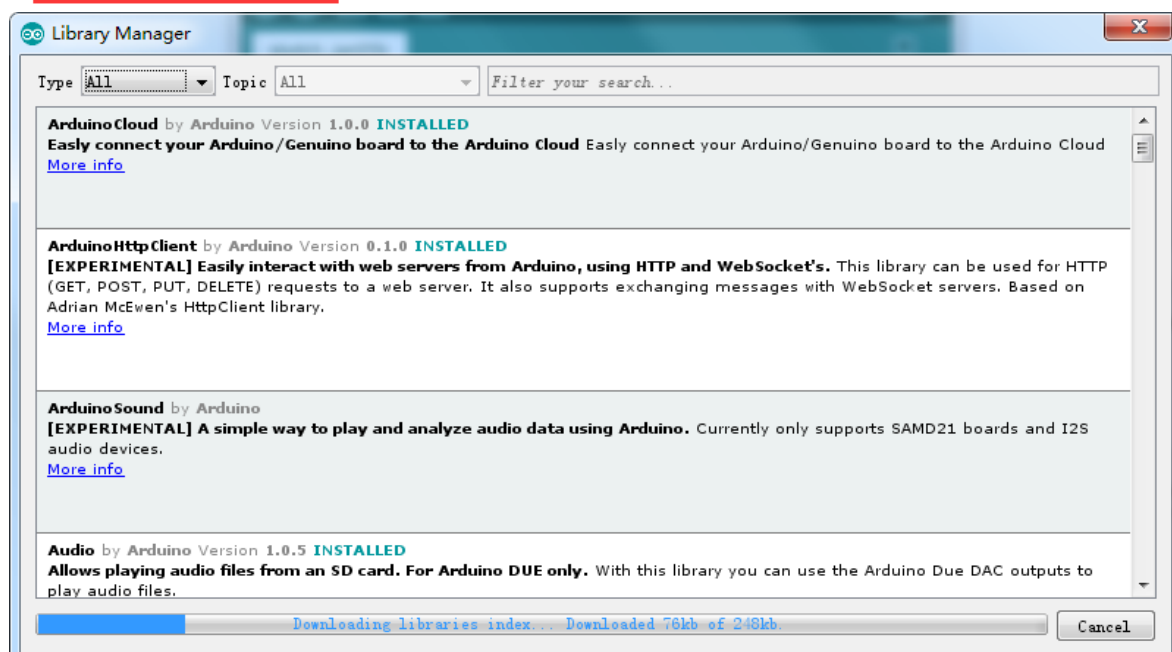 Library Manager
Type All Topic All Filter your search...
ArduinoCloud by Arduino Version 1.0.0 INSTALLED
Easly connect your Arduino/Genuino board to the Arduino Cloud Easly connect your Arduino/Genuino board to the Arduino Cloud
More info
ArduinoHttpClient by Arduino Version 0.1.0 INSTALLED
[EXPERIMENTAL] Easily interact with web servers from Arduino, using HTTP and WebSocket's. This library can be used for HTTP
(GET, POST, PUT, DELETE) requests to a web server. It also supports exchanging messages with WebSocket servers. Based on
Adrian McEwen's HttpClient library.
More info
ArduinoSound by Arduino
[EXPERIMENTAL] A simple way to play and analyze audio data using Arduino. Currently only supports SAMD21 boards and I2S
audio devices.
More info
Audio by Arduino Version 1.0.5 INSTALLED
Allows playing audio files from an SD card. For Arduino DUE only. With this library you can use the Arduino Due DAC outputs to
play audio files.
Downloading libraries index... Downloaded 76kb of 248kb. Cancel